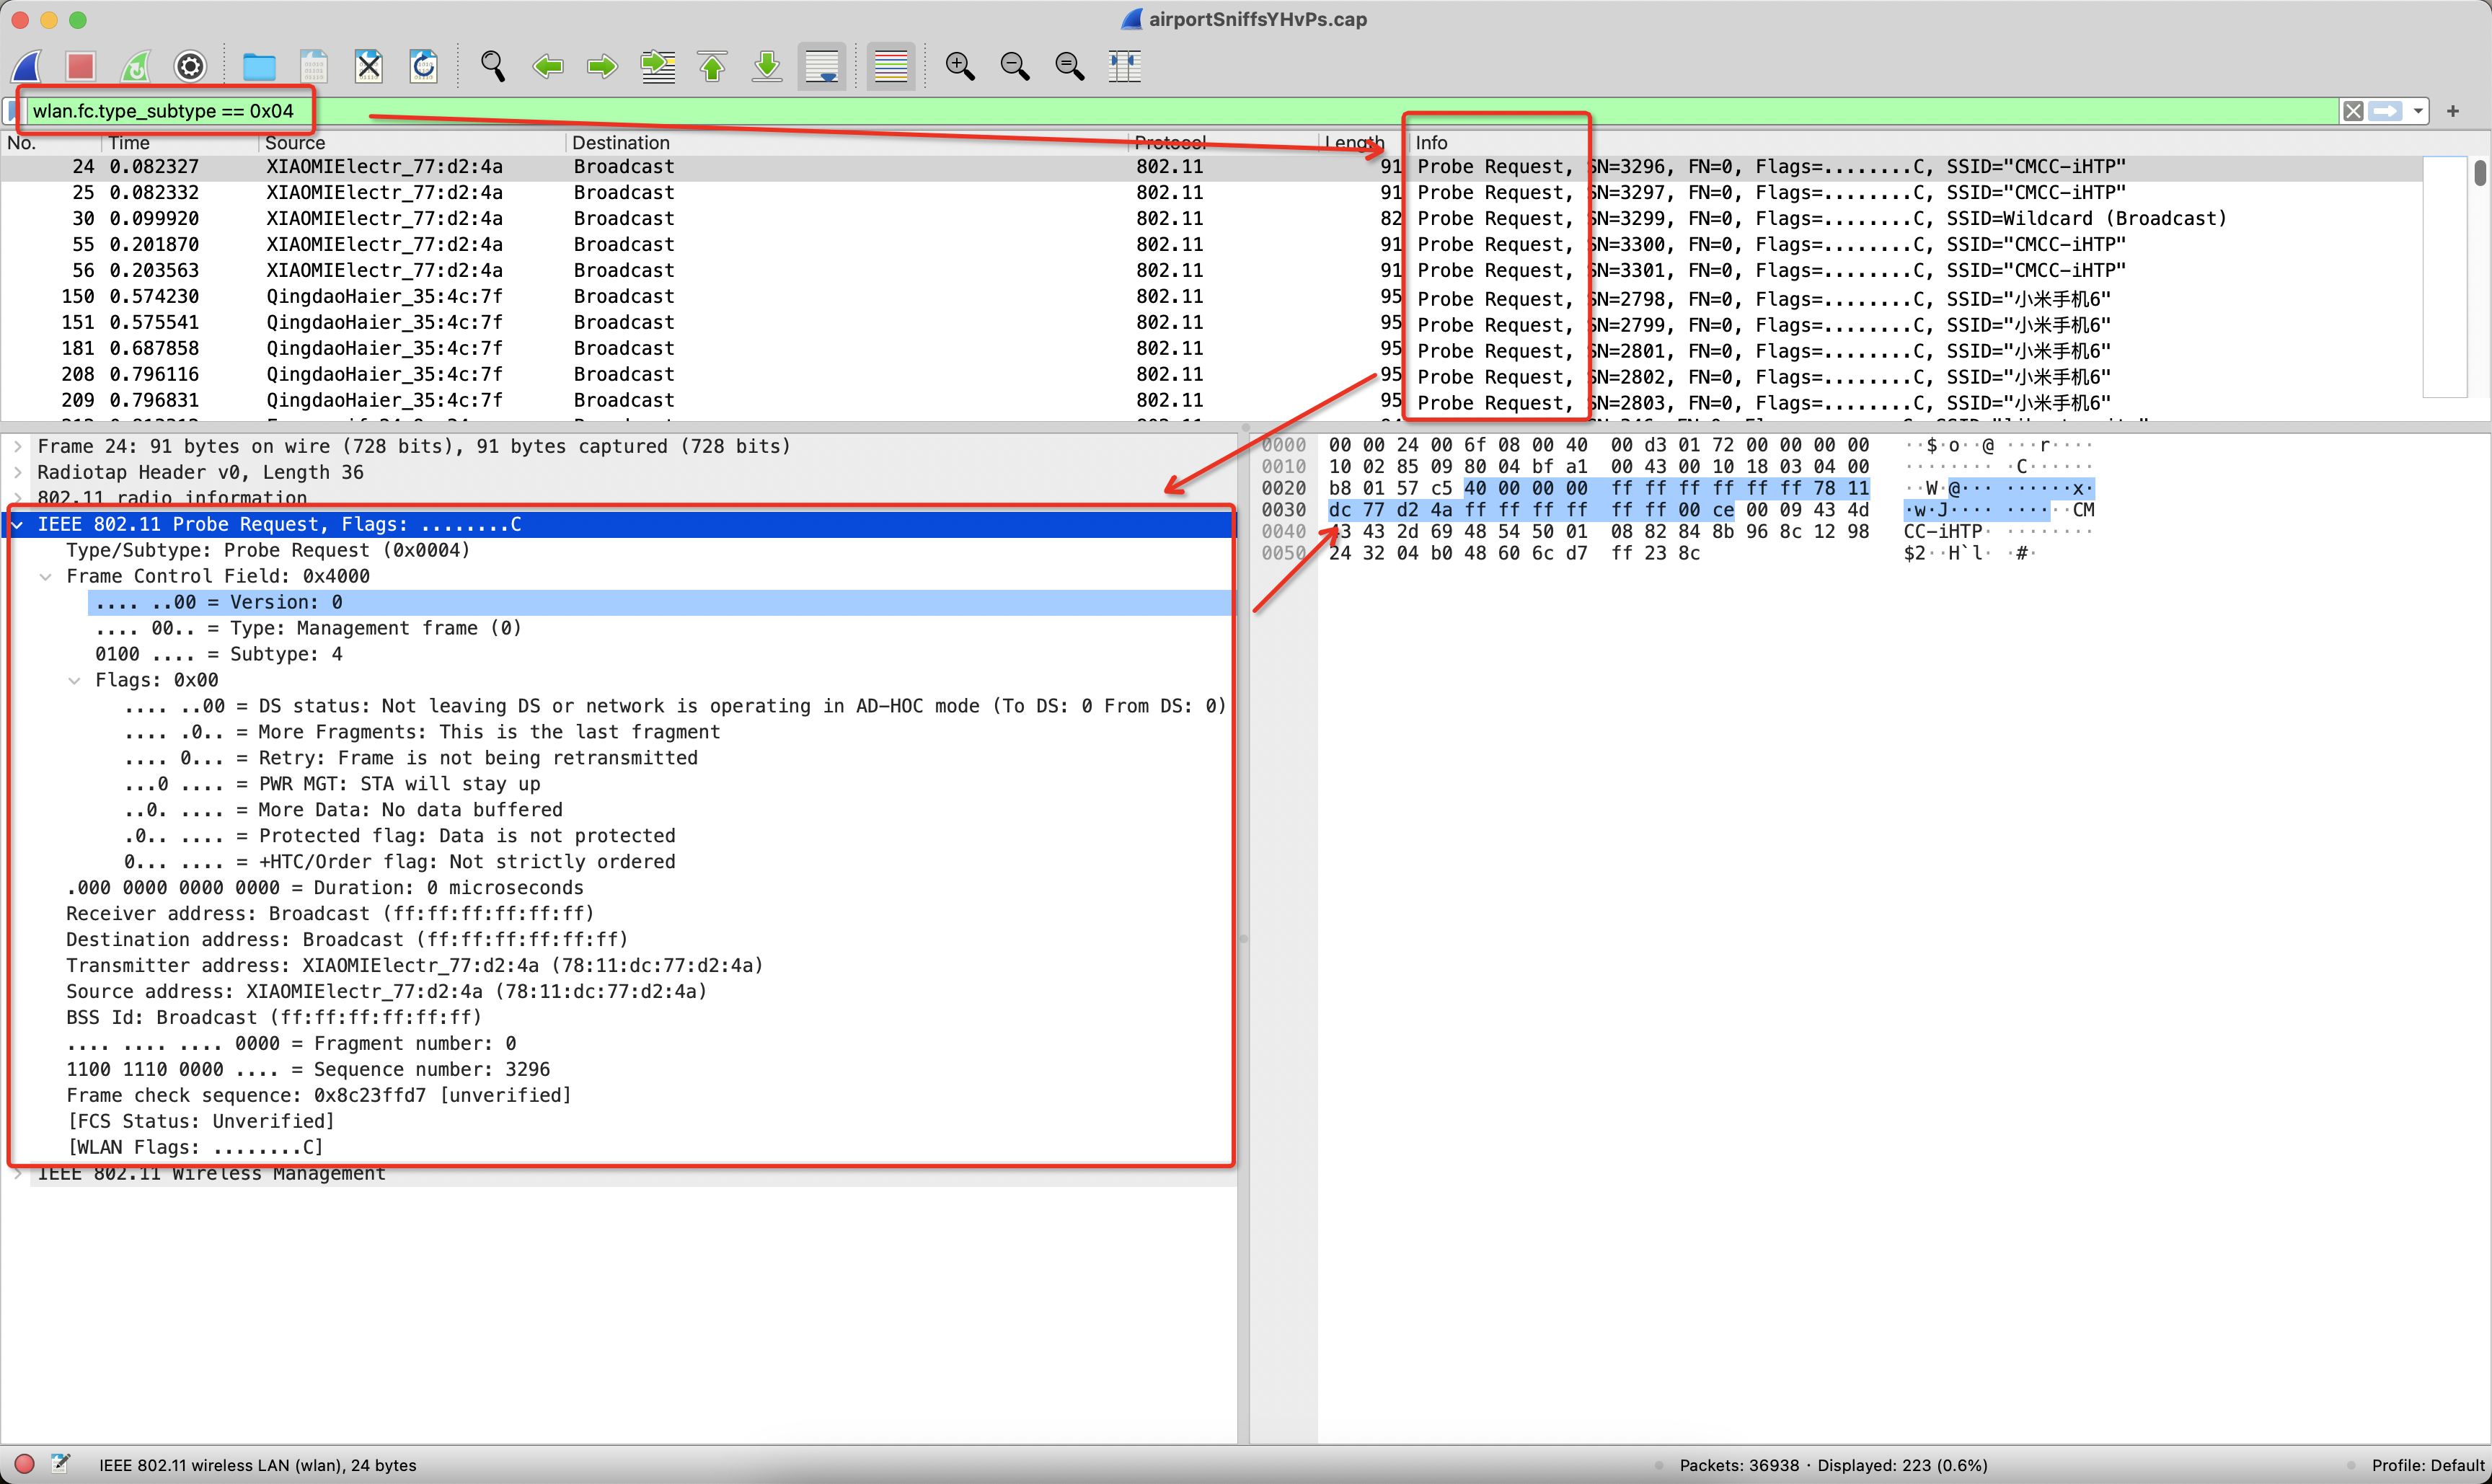 airportSniffsYHvPs.cap
wlan.fc.type_subtype == 0x04
No. Time Source Destination Protocol Length Info
24 0.082327 XIAOMIElectr_77:d2:4a Broadcast 802.11 91 Probe Request, SN=3296, FN=0, Flags=........C, SSID="CMCC-iHTP"
25 0.082332 XIAOMIElectr_77:d2:4a Broadcast 802.11 91 Probe Request, SN=3297, FN=0, Flags=........C, SSID="CMCC-iHTP"
30 0.099920 XIAOMIElectr_77:d2:4a Broadcast 802.11 82 Probe Request, SN=3299, FN=0, Flags=........C, SSID=Wildcard (Broadcast)
55 0.201870 XIAOMIElectr_77:d2:4a Broadcast 802.11 91 Probe Request, SN=3300, FN=0, Flags=........C, SSID="CMCC-iHTP"
56 0.203563 XIAOMIElectr_77:d2:4a Broadcast 802.11 91 Probe Request, SN=3301, FN=0, Flags=........C, SSID="CMCC-iHTP"
150 0.574230 QingdaoHaier_35:4c:7f Broadcast 802.11 95 Probe Request, SN=2798, FN=0, Flags=........C, SSID="小米手机6"
151 0.575541 QingdaoHaier_35:4c:7f Broadcast 802.11 95 Probe Request, SN=2799, FN=0, Flags=........C, SSID="小米手机6"
181 0.687858 QingdaoHaier_35:4c:7f Broadcast 802.11 95 Probe Request, SN=2801, FN=0, Flags=........C, SSID="小米手机6"
208 0.796116 QingdaoHaier_35:4c:7f Broadcast 802.11 95 Probe Request, SN=2802, FN=0, Flags=........C, SSID="小米手机6"
209 0.796831 QingdaoHaier_35:4c:7f Broadcast 802.11 95 Probe Request, SN=2803, FN=0, Flags=........C, SSID="小米手机6"
Frame 24: 91 bytes on wire (728 bits), 91 bytes captured (728 bits)
Radiotap Header v0, Length 36
802.11 radio information
IEEE 802.11 Probe Request, Flags: ........C
Type/Subtype: Probe Request (0x0004)
Frame Control Field: 0x4000
.... ..00 = Version: 0
.... 00.. = Type: Management frame (0)
0100 .... = Subtype: 4
Flags: 0x00
.... ..00 = DS status: Not leaving DS or network is operating in AD-HOC mode (To DS: 0 From DS: 0)
.... .0.. = More Fragments: This is the last fragment
.... 0... = Retry: Frame is not being retransmitted
...0 .... = PWR MGT: STA will stay up
..0. .... = More Data: No data buffered
.0.. .... = Protected flag: Data is not protected
0... .... = +HTC/Order flag: Not strictly ordered
.000 0000 0000 0000 = Duration: 0 microseconds
Receiver address: Broadcast (ff:ff:ff:ff:ff:ff)
Destination address: Broadcast (ff:ff:ff:ff:ff:ff)
Transmitter address: XIAOMIElectr_77:d2:4a (78:11:dc:77:d2:4a)
Source address: XIAOMIElectr_77:d2:4a (78:11:dc:77:d2:4a)
BSS Id: Broadcast (ff:ff:ff:ff:ff:ff)
.... .... .... 0000 = Fragment number: 0
1100 1110 0000 .... = Sequence number: 3296
Frame check sequence: 0x8c23ffd7 [unverified]
[FCS Status: Unverified]
[WLAN Flags: ........C]
IEEE 802.11 Wireless Management
0000 00 00 24 00 6f 08 00 40 00 d3 01 72 00 00 00 00 ··$·o··@ ···r····
0010 10 02 85 09 80 04 bf a1 00 43 00 10 18 03 04 00 ········ ·C······
0020 b8 01 57 c5 40 00 00 00 ff ff ff ff ff ff 78 11 ··W·@··· ······x·
0030 dc 77 d2 4a ff ff ff ff ff ff 00 ce 00 09 43 4d ·w·J···· ······CM
0040 43 43 2d 69 48 54 50 01 08 82 84 8b 96 8c 12 98 CC-iHTP· ········
0050 24 32 04 b0 48 60 6c d7 ff 23 8c $2··H`l· ·#·
IEEE 802.11 wireless LAN (wlan), 24 bytes
Packets: 36938 · Displayed: 223 (0.6%)
Profile: Default